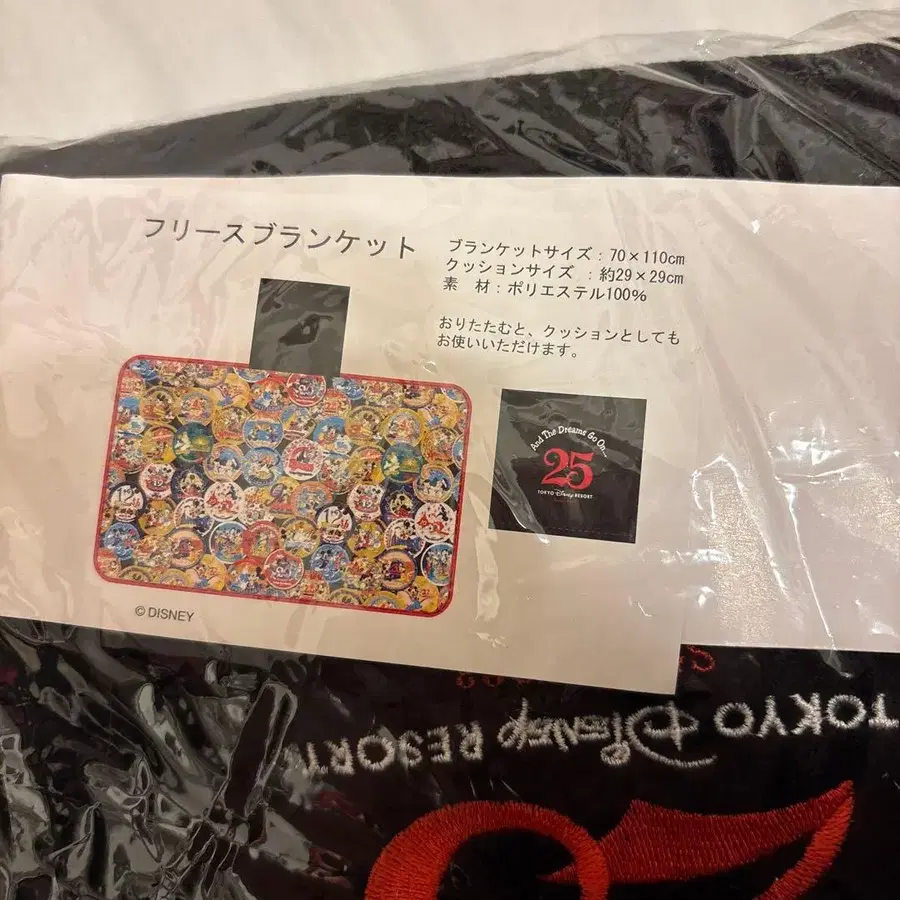 フリースブランケット
ブランケットサイズ：70×110cm
クッションサイズ ：約29×29cm
素　材：ポリエステル100%
おりたたむと、クッションとしても
お使いいただけます。
And The Dreams Go On...
25
TOKYO Disney RESORT
©DISNEY
TOKYO DISNEY RESORT